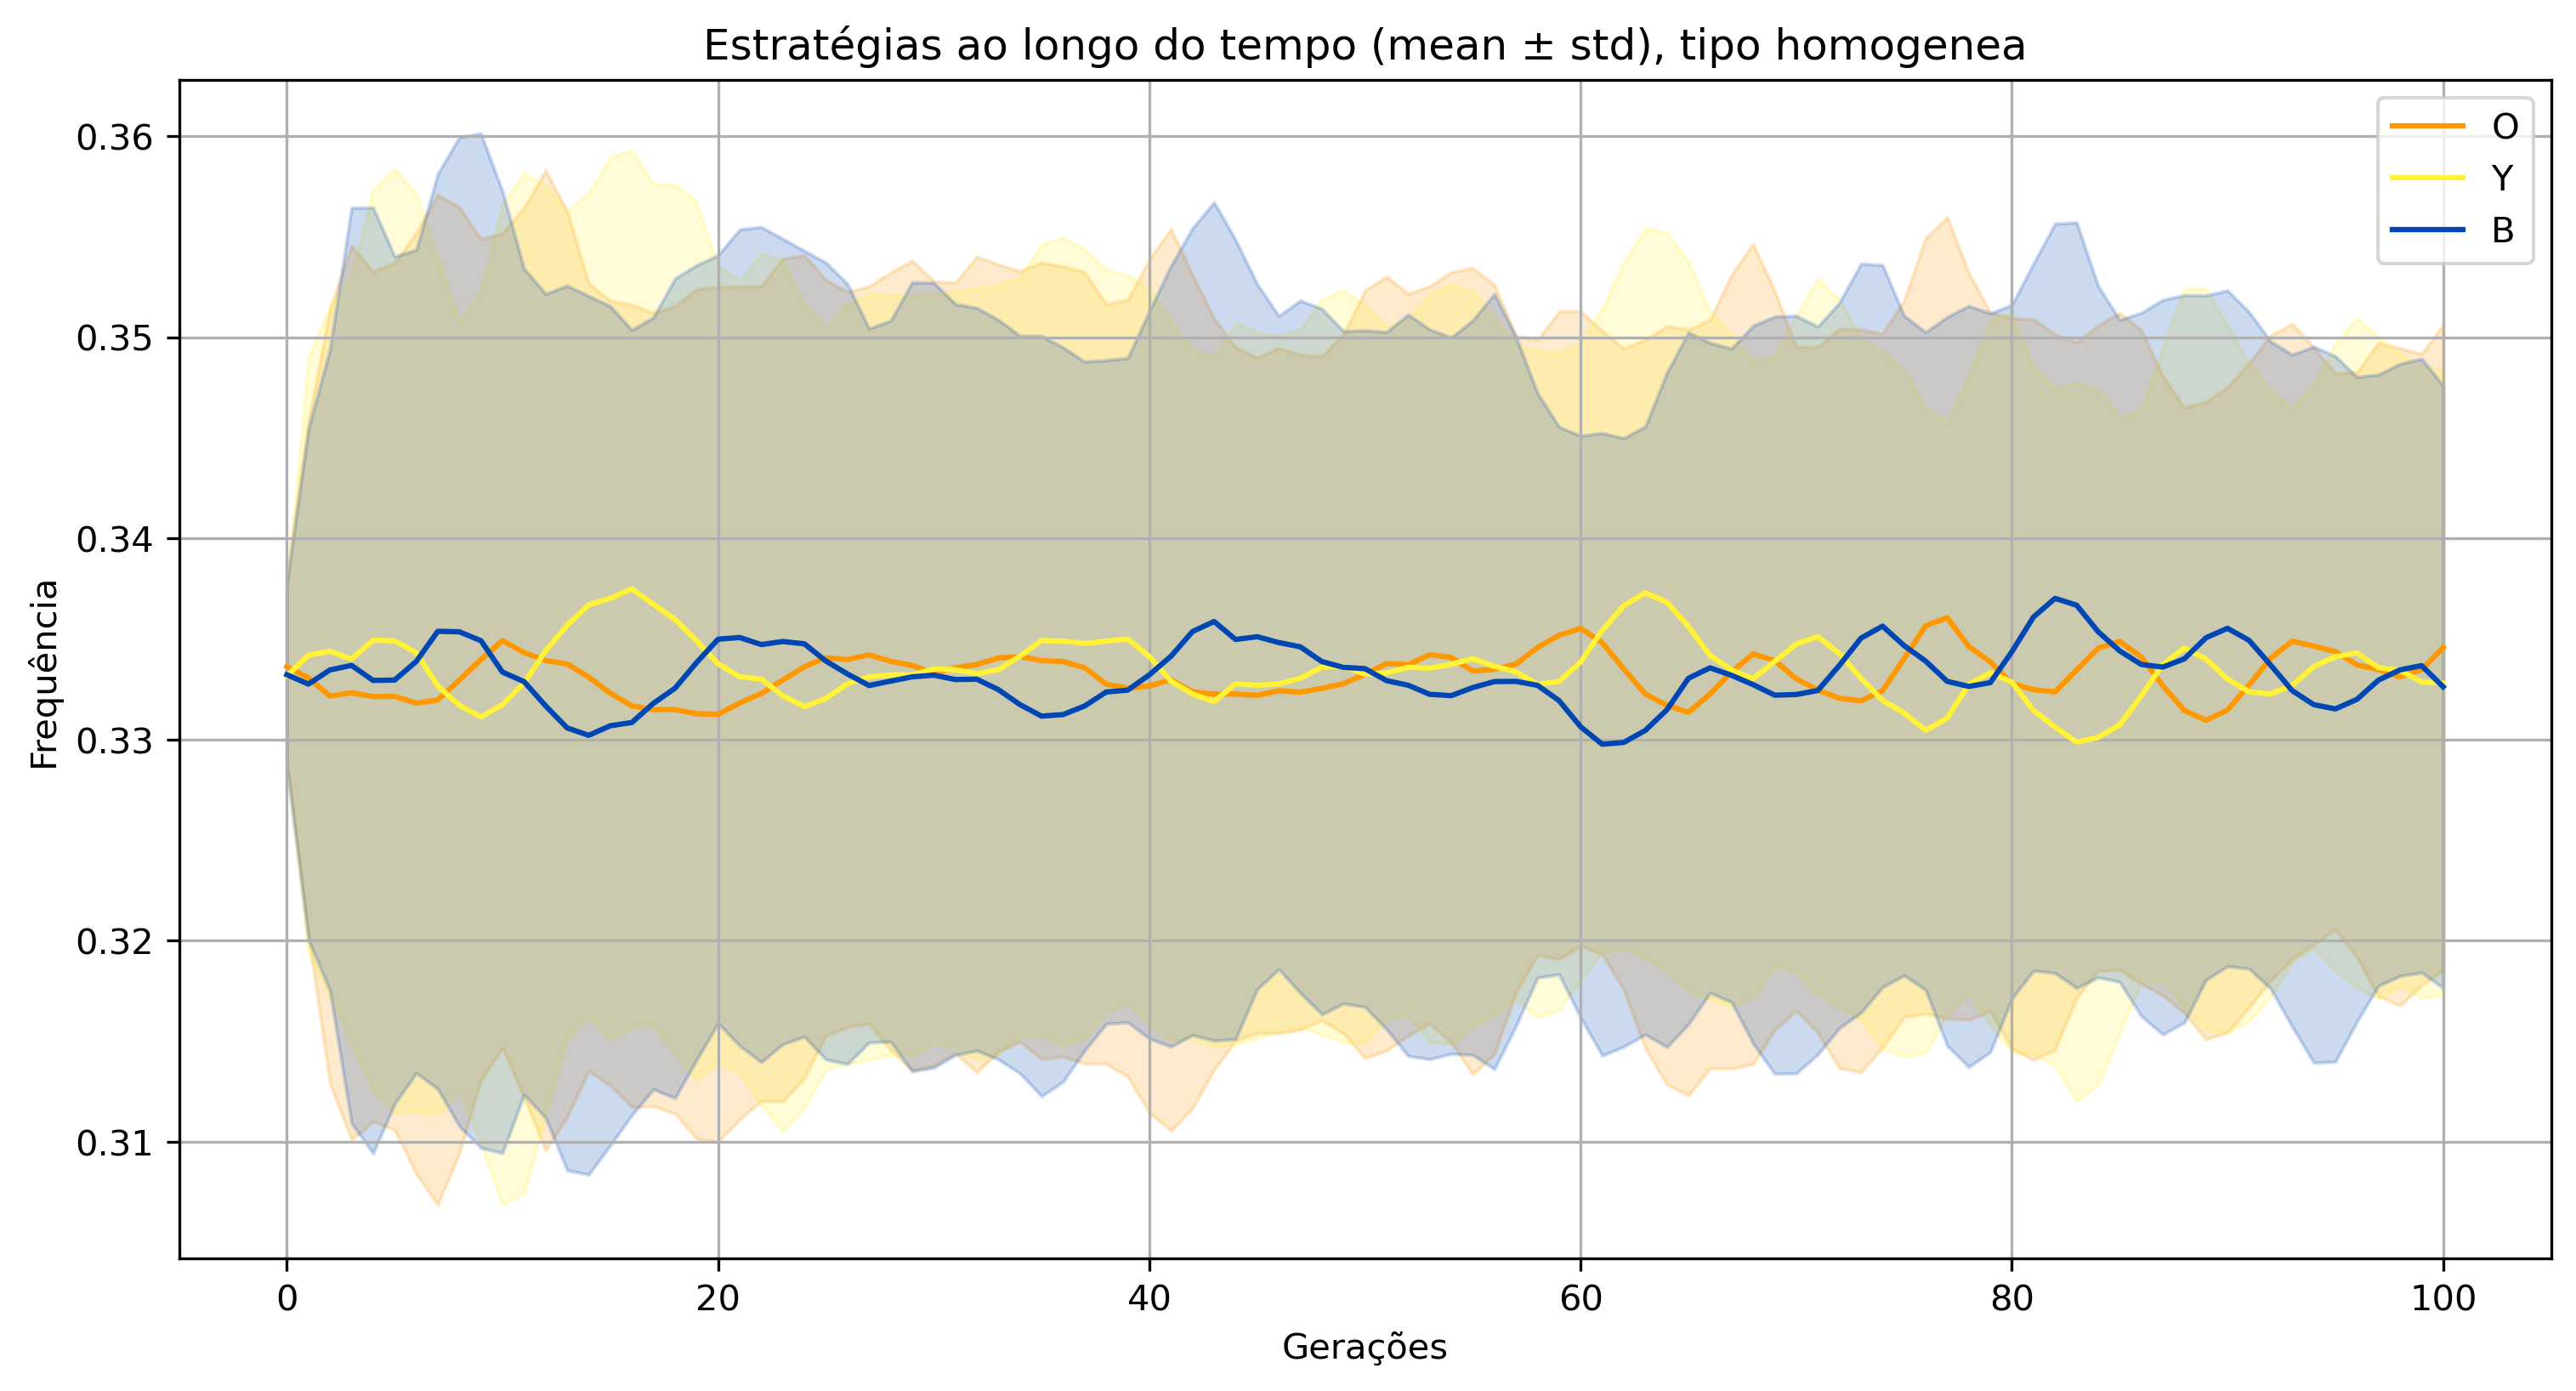 Estratégias ao longo do tempo (mean ± std), tipo homogenea
O
Y
B
Frequência
0.36
0.35
0.34
0.33
0.32
0.31
0
20
40
60
80
100
Gerações